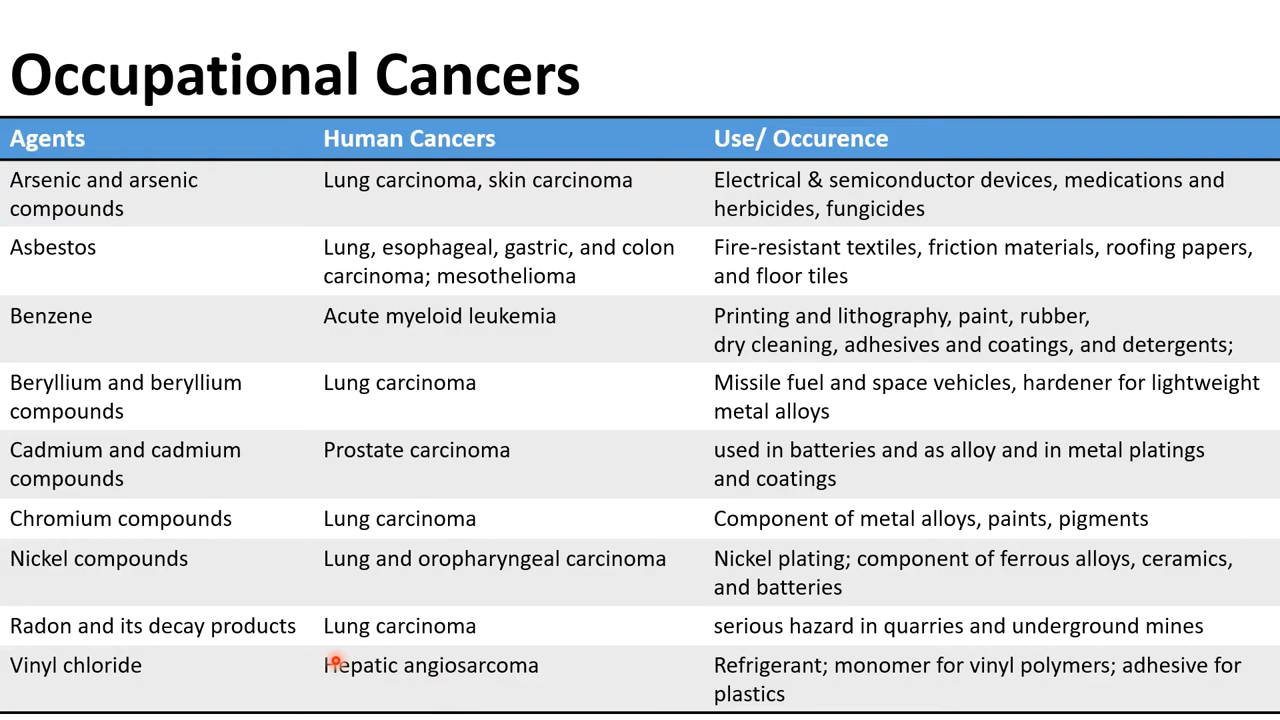 Occupational Cancers
Agents Human Cancers Use/ Occurence
Arsenic and arsenic Lung carcinoma, skin carcinoma Electrical & semiconductor devices, medications and
compounds herbicides, fungicides
Asbestos Lung, esophageal, gastric, and colon Fire-resistant textiles, friction materials, roofing papers,
carcinoma; mesothelioma and floor tiles
Benzene Acute myeloid leukemia Printing and lithography, paint, rubber,
dry cleaning, adhesives and coatings, and detergents;
Beryllium and beryllium Lung carcinoma Missile fuel and space vehicles, hardener for lightweight
compounds metal alloys
Cadmium and cadmium Prostate carcinoma used in batteries and as alloy and in metal platings
compounds and coatings
Chromium compounds Lung carcinoma Component of metal alloys, paints, pigments
Nickel compounds Lung and oropharyngeal carcinoma Nickel plating; component of ferrous alloys, ceramics,
and batteries
Radon and its decay products Lung carcinoma serious hazard in quarries and underground mines
Vinyl chloride Hepatic angiosarcoma Refrigerant; monomer for vinyl polymers; adhesive for
plastics